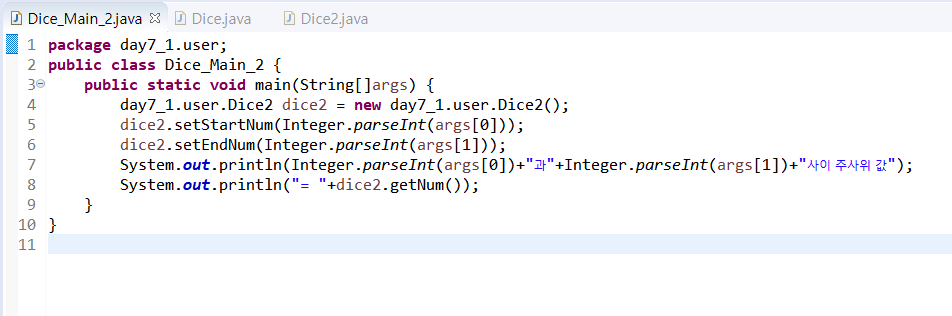 Dice_Main_2.java Dice.java Dice2.java
1 package day7_1.user;
2 public class Dice_Main_2 {
3 public static void main(String[]args) {
4 day7_1.user.Dice2 dice2 = new day7_1.user.Dice2();
5 dice2.setStartNum(Integer.parseInt(args[0]));
6 dice2.setEndNum(Integer.parseInt(args[1]));
7 System.out.println(Integer.parseInt(args[0])+"과"+Integer.parseInt(args[1])+"사이 주사위 값");
8 System.out.println("= "+dice2.getNum());
9 }
10 }
11